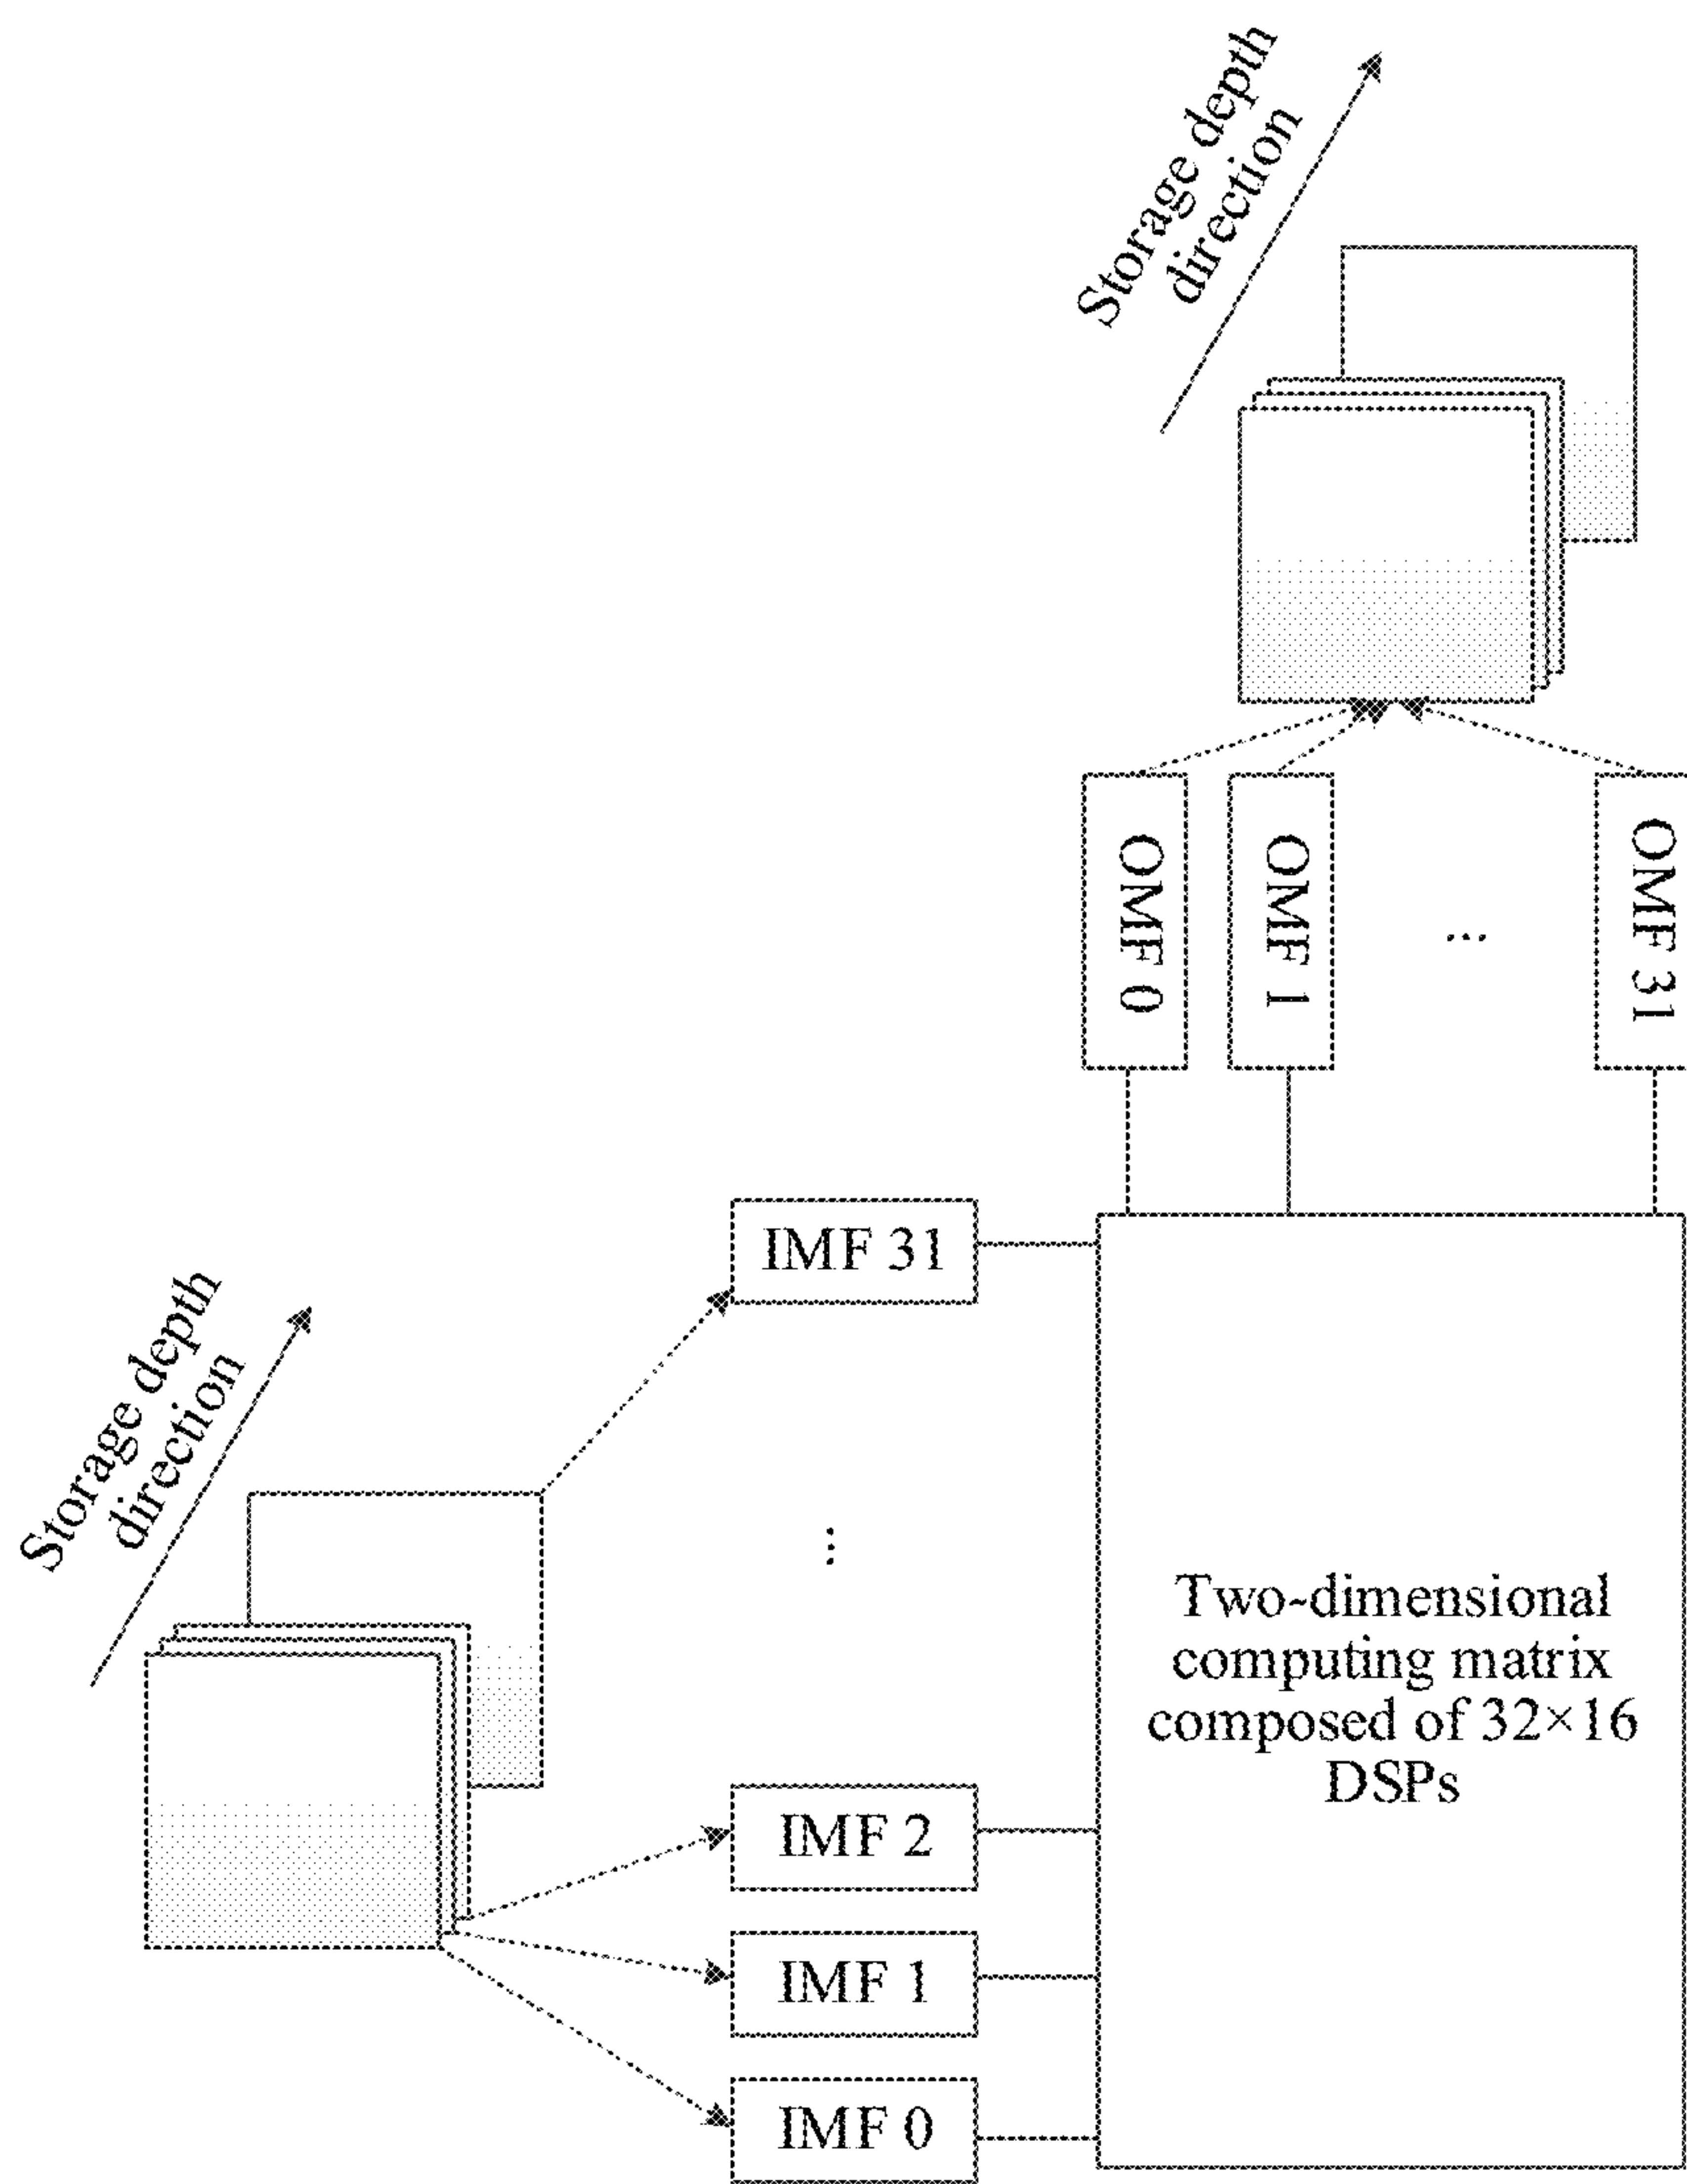 Storage depth
direction
OMF 0
OMF 1
...
OMF 31
IMF 31
Storage depth
direction
...
IMF 2
IMF 1
IMF 0
Two-dimensional
computing matrix
composed of 32×16
DSPs